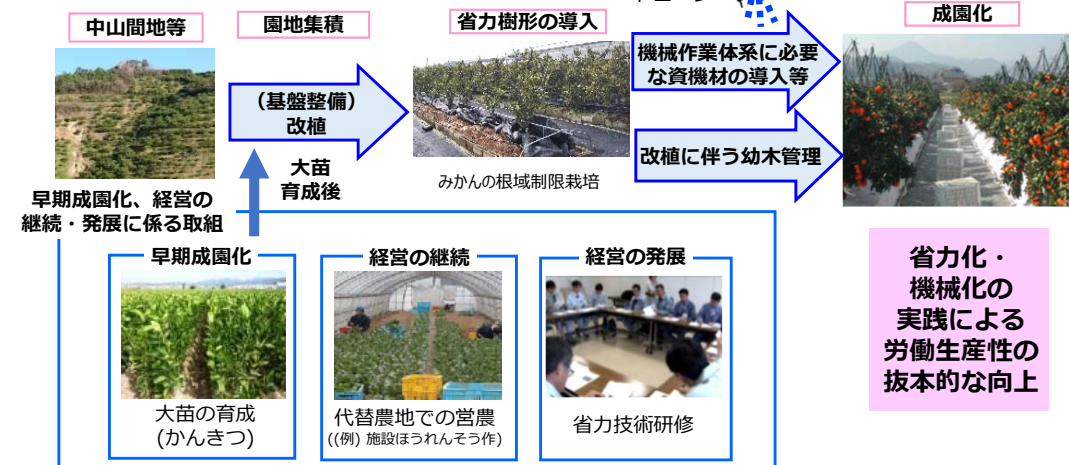 中山間地等
園地集積
省力樹形の導入
成園化
(基盤整備)
改植
機械作業体系に必要
な資機材の導入等
改植に伴う幼木管理
みかんの根域制限栽培
大苗
育成後
早期成園化、経営の
継続・発展に係る取組
早期成園化
大苗の育成
(かんきつ)
経営の継続
代替農地での営農
((例) 施設ほうれんそう作)
経営の発展
省力技術研修
省力化・
機械化の
実践による
労働生産性の
抜本的な向上